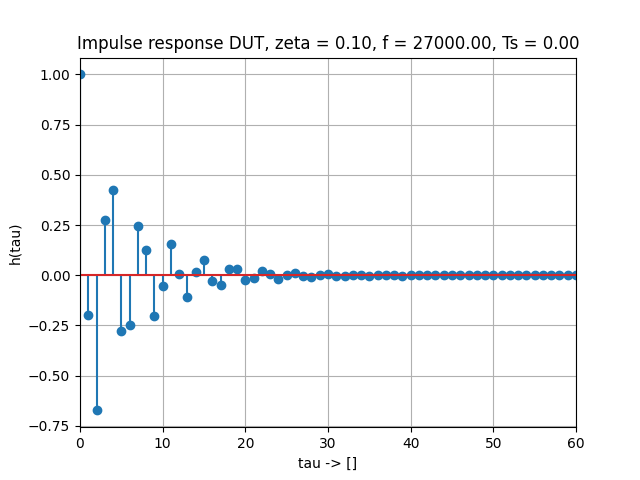 Impulse response DUT, zeta = 0.10, f = 27000.00, Ts = 0.00
1.00
0.75
0.50
0.25
0.00
−0.25
−0.50
−0.75
h(tau)
0 10 20 30 40 50 60
tau -> []